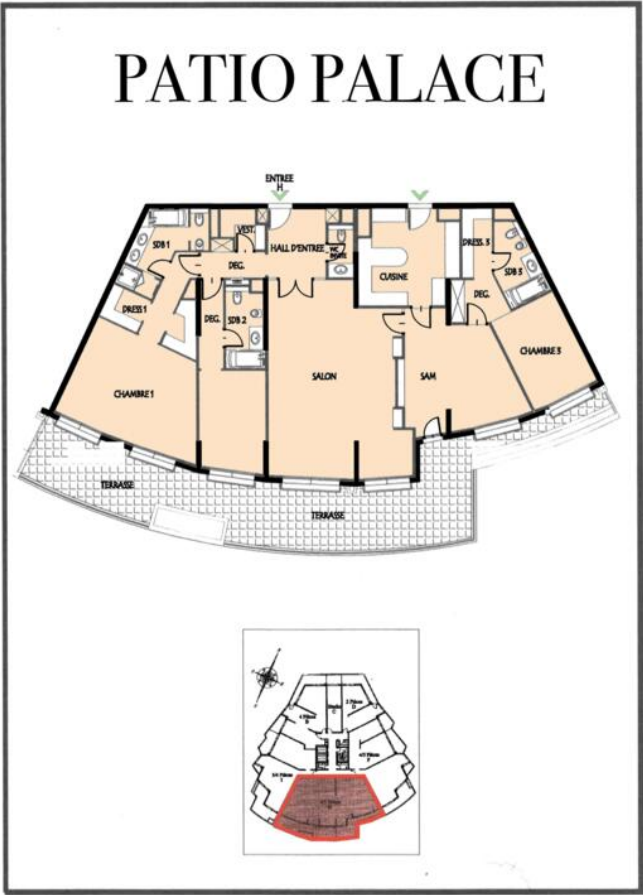 PATIO PALACE
ENTREE
H
SDB 1
VEST.
HALL D'ENTREE
WC
INVITE
DRESS. 3
SDB 3
DEG.
CUISINE
DEG.
DRESS 1
DEG.
SDB 2
SALON
SAM
CHAMBRE 3
CHAMBRE 1
TERRASSE
TERRASSE